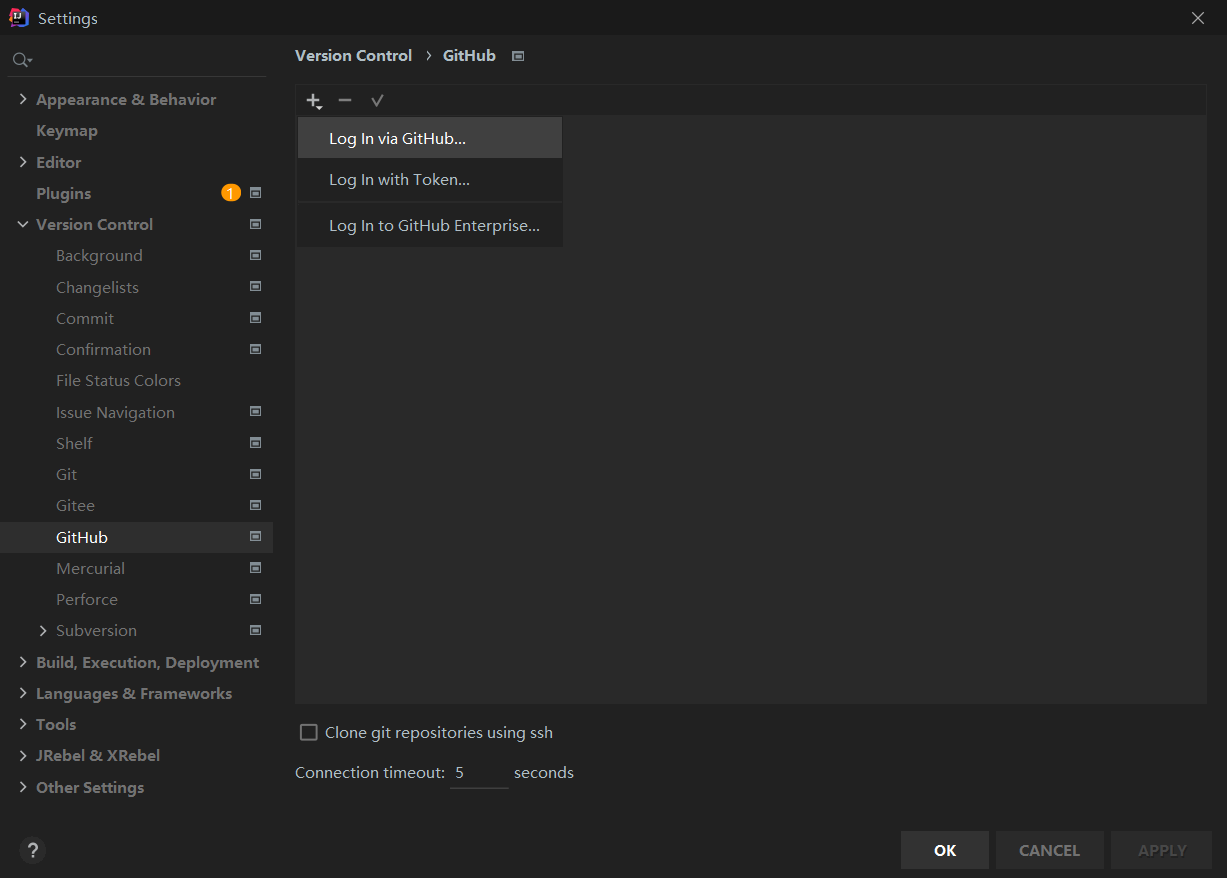 Settings
Version Control › GitHub
Appearance & Behavior
Keymap
Editor
Plugins 1
Version Control
Background
Changelists
Commit
Confirmation
File Status Colors
Issue Navigation
Shelf
Git
Gitee
GitHub
Mercurial
Perforce
Subversion
Build, Execution, Deployment
Languages & Frameworks
Tools
JRebel & XRebel
Other Settings
Log In via GitHub...
Log In with Token...
Log In to GitHub Enterprise...
Clone git repositories using ssh
Connection timeout: 5 seconds
?
OK CANCEL APPLY